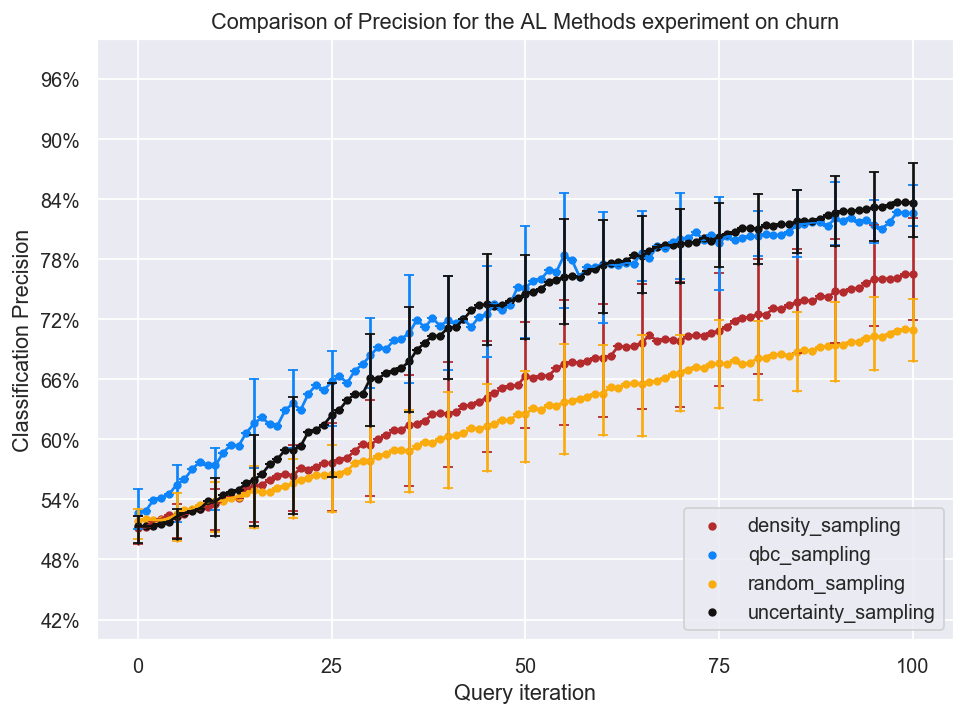 Comparison of Precision for the AL Methods experiment on churn
Classification Precision
96%
90%
84%
78%
72%
66%
60%
54%
48%
42%
density_sampling
qbc_sampling
random_sampling
uncertainty_sampling
0 25 50 75 100
Query iteration